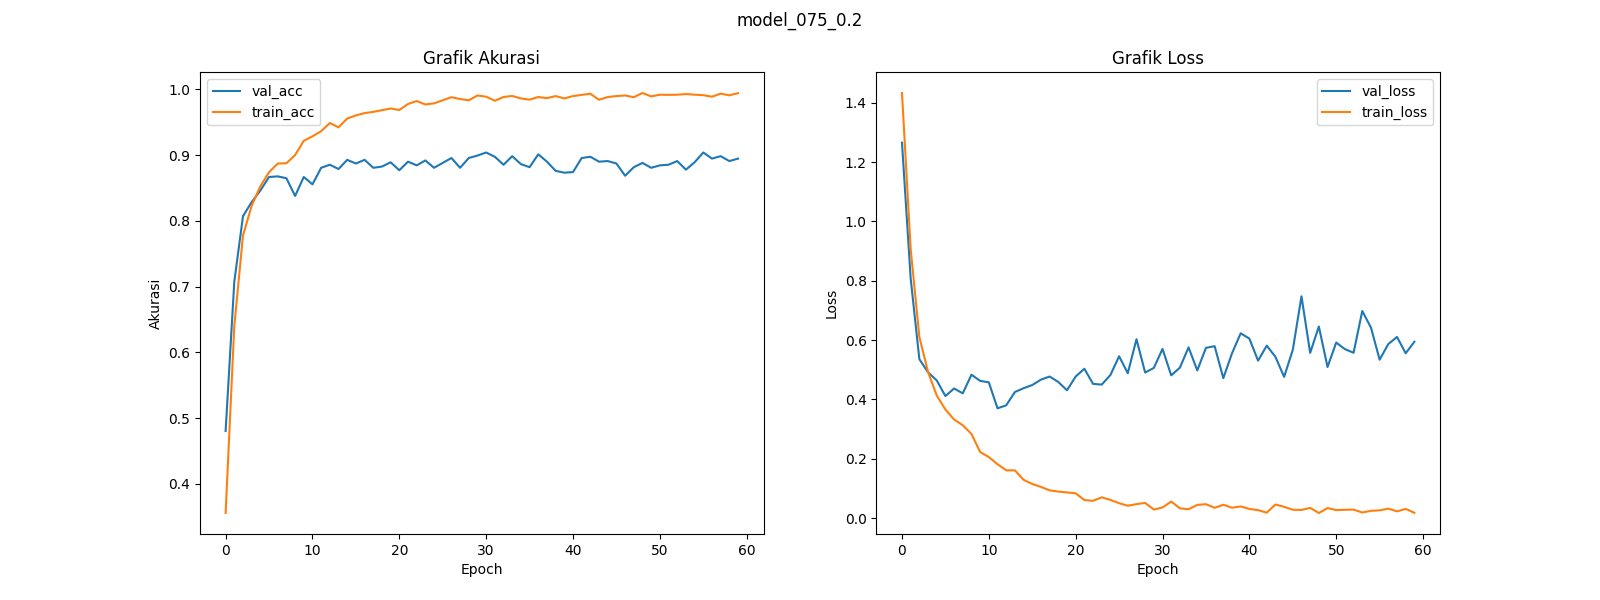 model_075_0.2
Grafik Akurasi
val_acc
train_acc
1.0
0.9
0.8
0.7
0.6
0.5
0.4
Akurasi
0 10 20 30 40 50 60
Epoch
Grafik Loss
val_loss
train_loss
1.4
1.2
1.0
0.8
0.6
0.4
0.2
0.0
Loss
0 10 20 30 40 50 60
Epoch